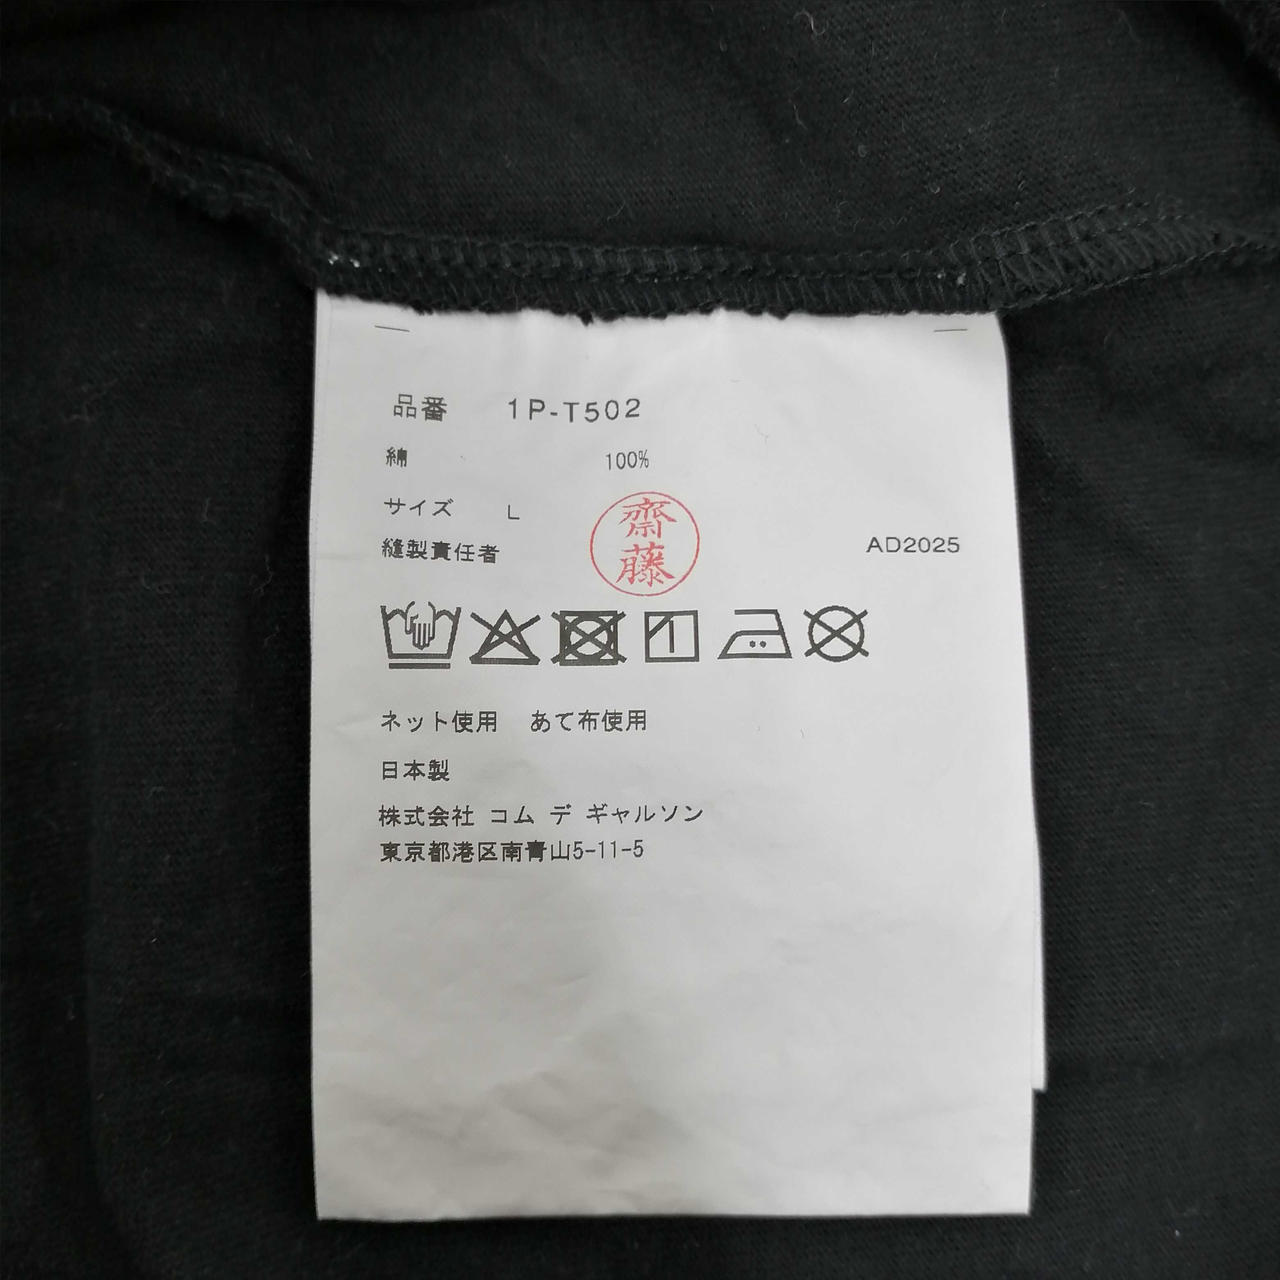 品番 1P-T502
綿 100%
サイズ L
齋藤
縫製責任者
AD2025
ネット使用 あて布使用
日本製
株式会社 コム デ ギャルソン
東京都港区南青山5-11-5